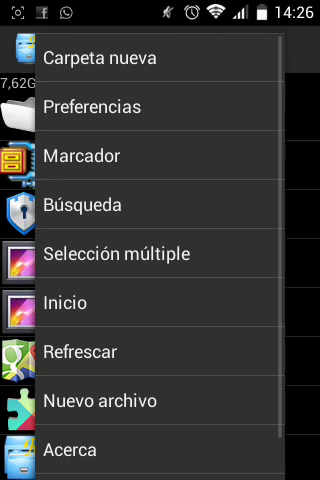 14:26
7,62G
Carpeta nueva
Preferencias
Marcador
Búsqueda
Selección múltiple
Inicio
Refrescar
Nuevo archivo
Acerca